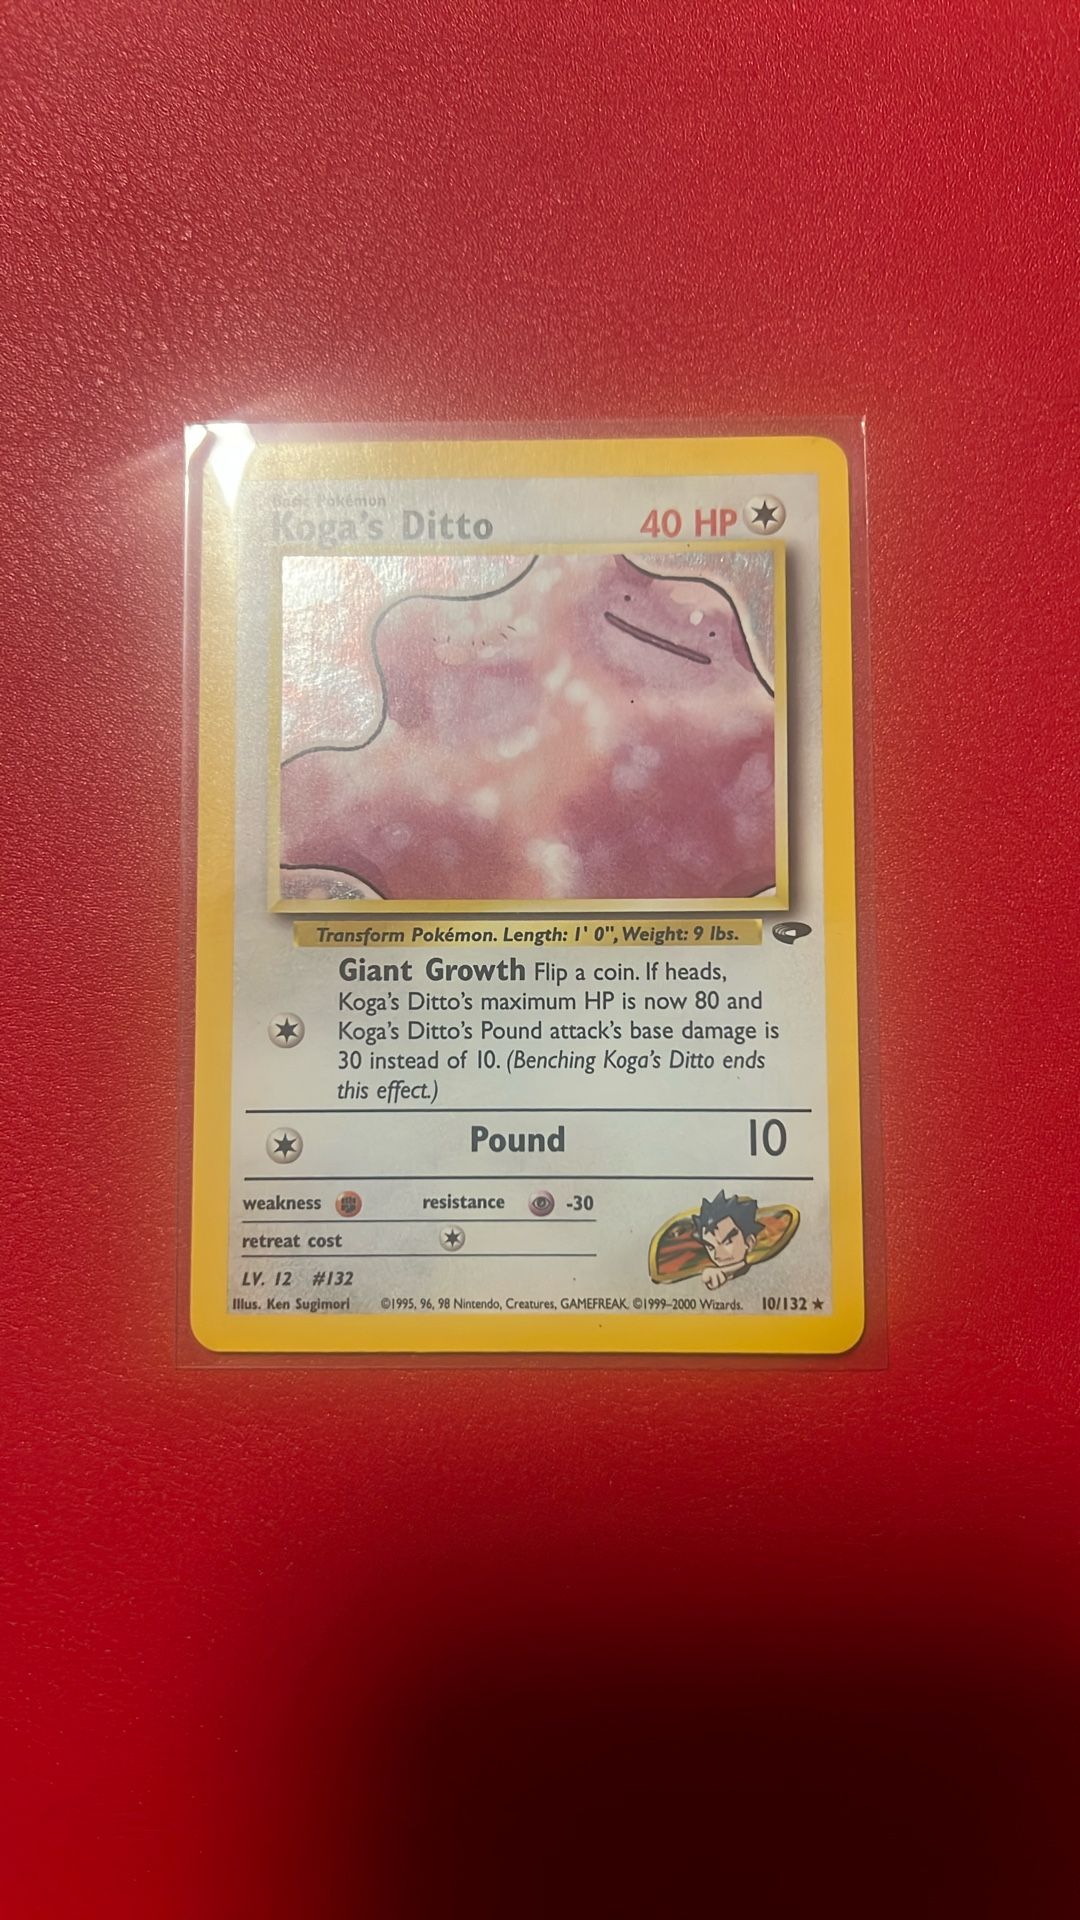 Basic Pokémon
Koga's Ditto
40 HP
Transform Pokémon. Length: 1' 0", Weight: 9 lbs.
Giant Growth Flip a coin. If heads,
Koga's Ditto's maximum HP is now 80 and
Koga's Ditto's Pound attack's base damage is
30 instead of 10. (Benching Koga's Ditto ends
this effect.)
Pound 10
weakness resistance -30
retreat cost
LV. 12 #132
Illus. Ken Sugimori ©1995, 96, 98 Nintendo, Creatures, GAMEFREAK. ©1999–2000 Wizards. 10/132 ★